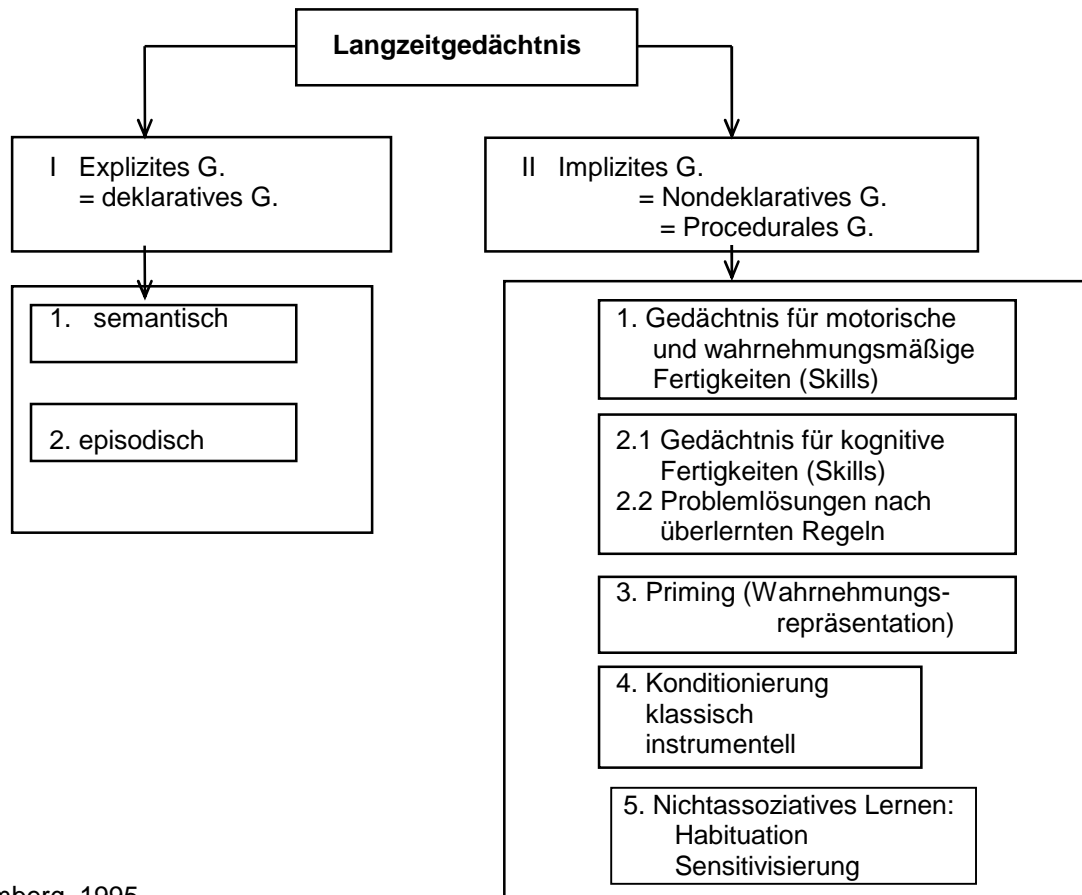 Langzeitgedächtnis
I Explizites G.
= deklaratives G.
II Implizites G.
= Nondeklaratives G.
= Procedurales G.
1. semantisch
2. episodisch
1. Gedächtnis für motorische
und wahrnehmungsmäßige
Fertigkeiten (Skills)
2.1 Gedächtnis für kognitive
Fertigkeiten (Skills)
2.2 Problemlösungen nach
überlernten Regeln
3. Priming (Wahrnehmungs-
repräsentation)
4. Konditionierung
klassisch
instrumentell
5. Nichtassoziatives Lernen:
Habituation
Sensitivisierung
1995